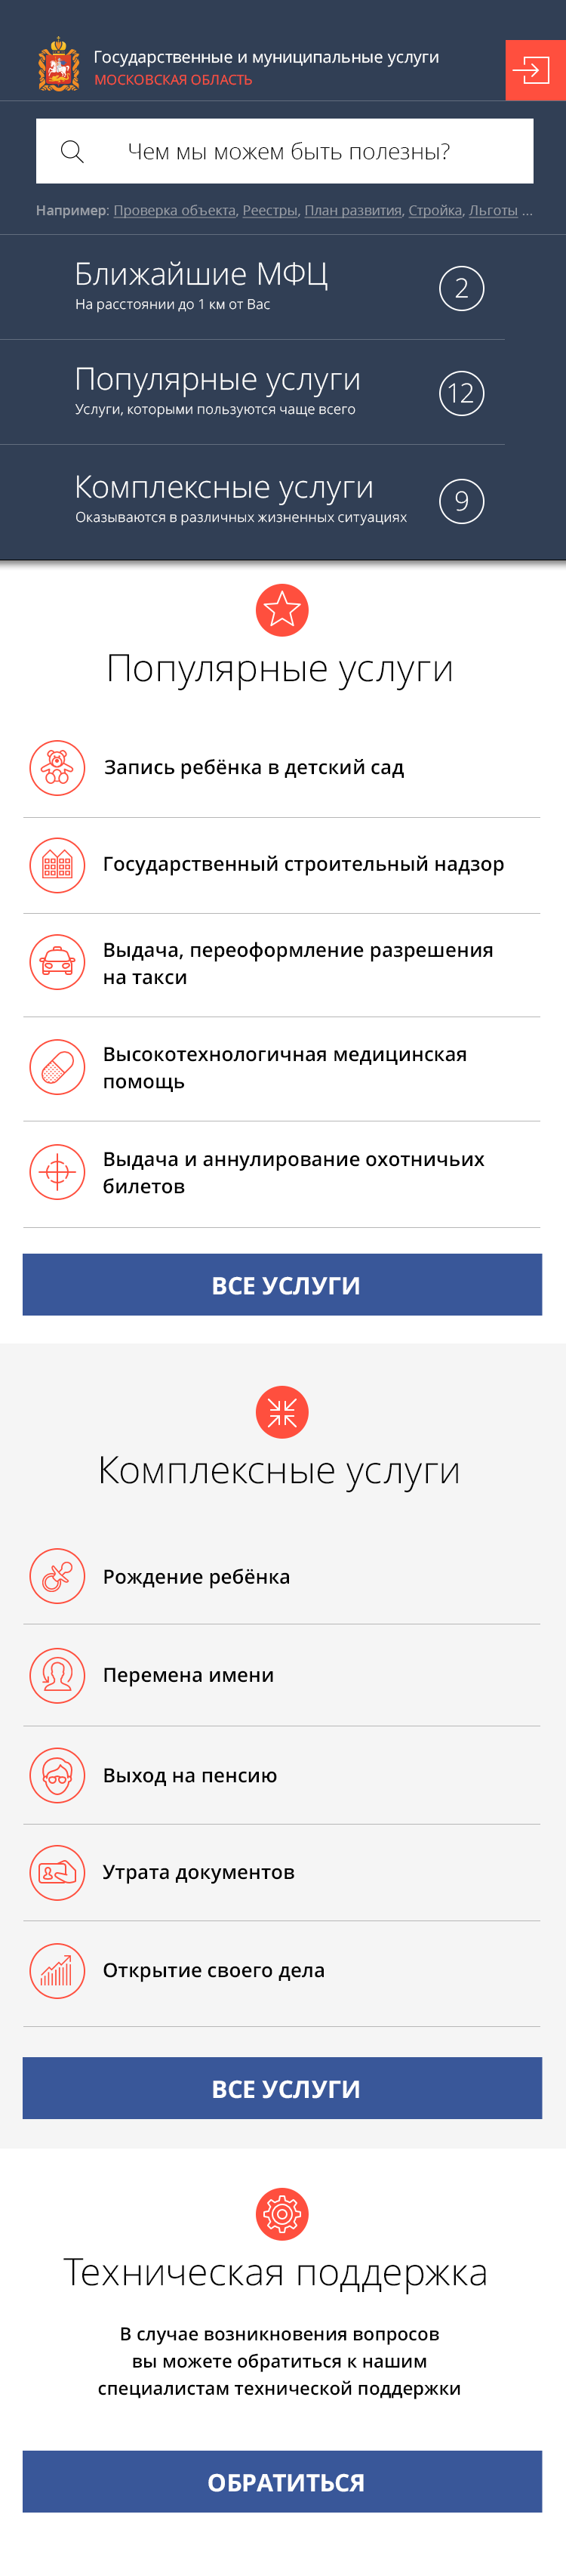 Государственные и муниципальные услуги
МОСКОВСКАЯ ОБЛАСТЬ
Чем мы можем быть полезны?
Например: Проверка объекта, Реестры, План развития, Стройка, Льготы ...
Ближайшие МФЦ
2
На расстоянии до 1 км от Вас
Популярные услуги
12
Услуги, которыми пользуются чаще всего
Комплексные услуги
9
Оказываются в различных жизненных ситуациях
Популярные услуги
Запись ребёнка в детский сад
Государственный строительный надзор
Выдача, переоформление разрешения
на такси
Высокотехнологичная медицинская
помощь
Выдача и аннулирование охотничьих
билетов
ВСЕ УСЛУГИ
Комплексные услуги
Рождение ребёнка
Перемена имени
Выход на пенсию
Утрата документов
Открытие своего дела
ВСЕ УСЛУГИ
Техническая поддержка
В случае возникновения вопросов
вы можете обратиться к нашим
специалистам технической поддержки
ОБРАТИТЬСЯ